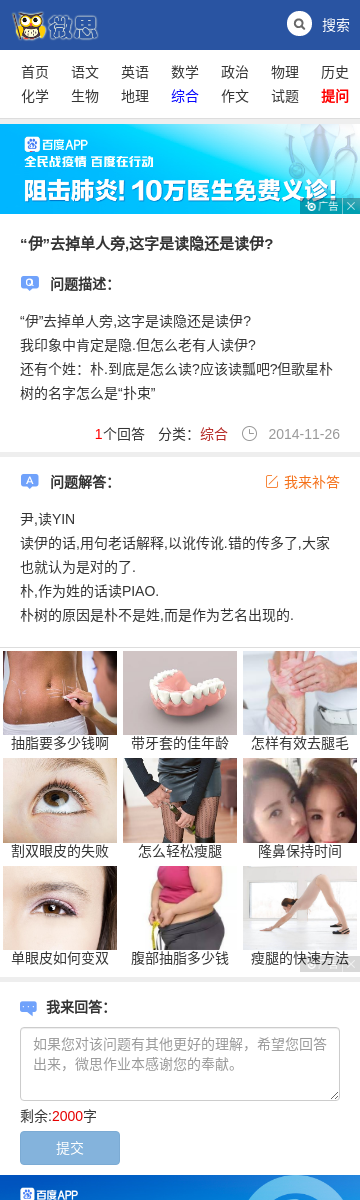 微思
搜索
首页 语文 英语 数学 政治 物理 历史
化学 生物 地理 综合 作文 试题 提问
百度APP
全民战疫情 百度在行动
阻击肺炎!10万医生免费义诊!
广告
“伊”去掉单人旁,这字是读隐还是读伊?
问题描述:
“伊”去掉单人旁,这字是读隐还是读伊?
我印象中肯定是隐.但怎么老有人读伊?
还有个姓：朴.到底是怎么读?应该读瓢吧?但歌星朴
树的名字怎么是“扑束”
1个回答 分类：综合 2014-11-26
问题解答:
我来补答
尹,读YIN
读伊的话,用句老话解释,以讹传讹.错的传多了,大家
也就认为是对的了.
朴,作为姓的话读PIAO.
朴树的原因是朴不是姓,而是作为艺名出现的.
抽脂要多少钱啊 带牙套的佳年龄 怎样有效去腿毛
割双眼皮的失败 怎么轻松瘦腿 隆鼻保持时间
单眼皮如何变双 腹部抽脂多少钱 瘦腿的快速方法
广告
我来回答:
如果您对该问题有其他更好的理解，希望您回答
出来，微思作业本感谢您的奉献。
剩余:2000字
提交
百度APP